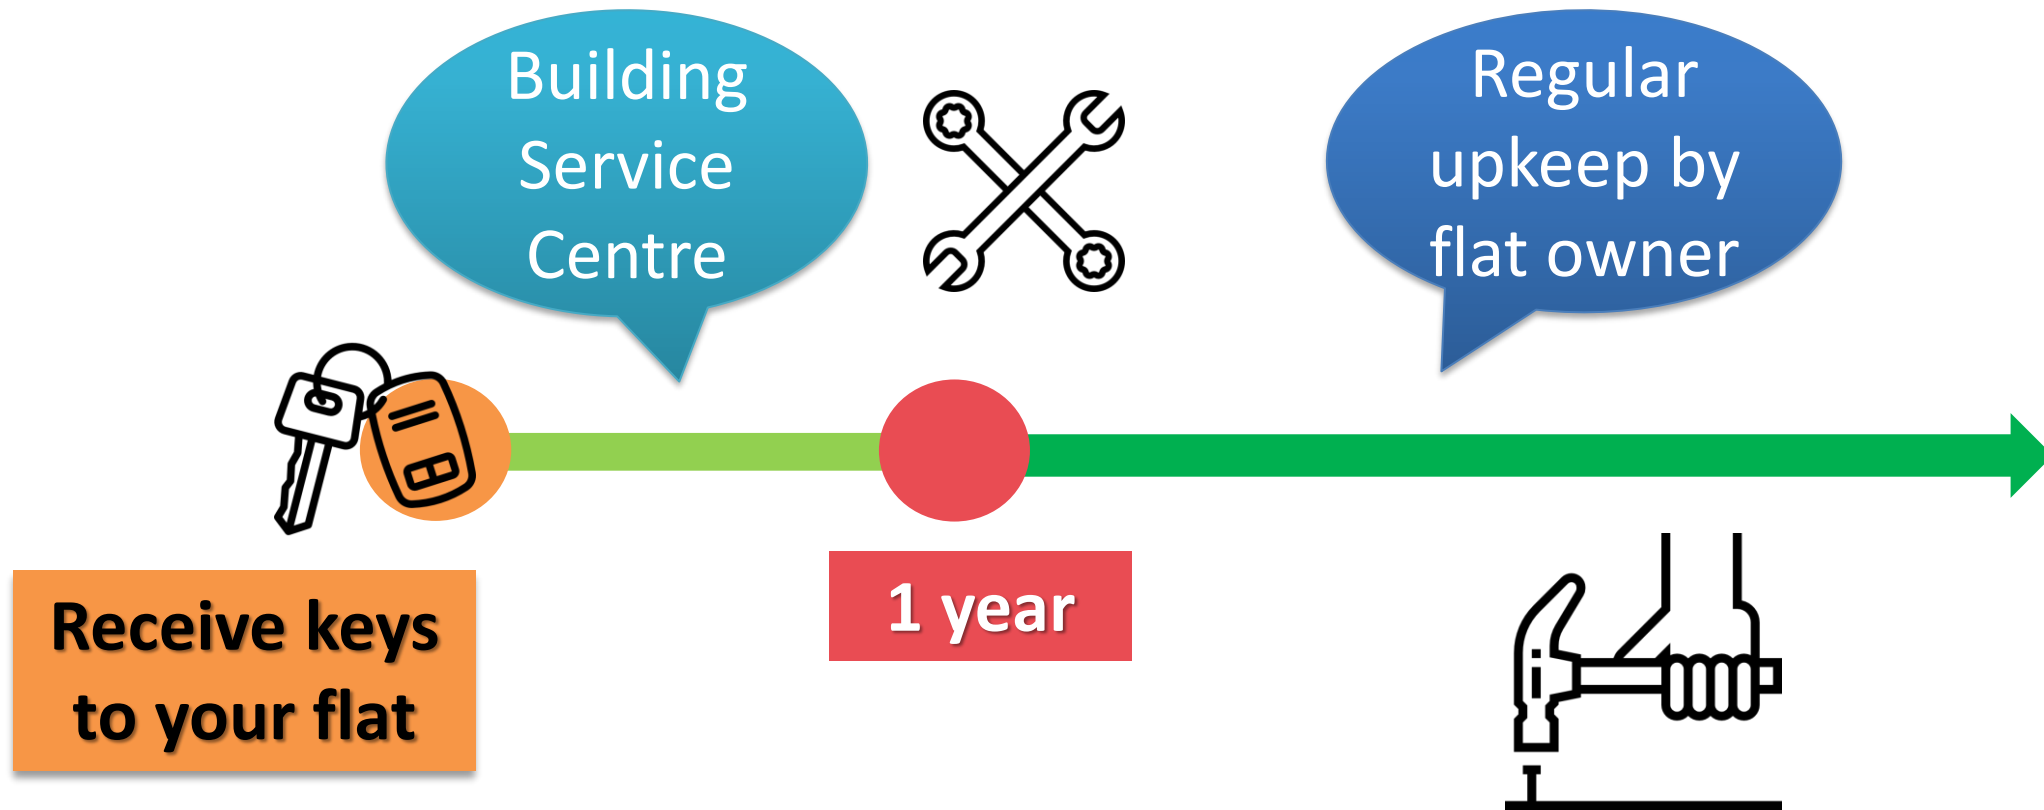 Building
Service
Centre
Regular
upkeep by
flat owner
Receive keys
to your flat
1 year